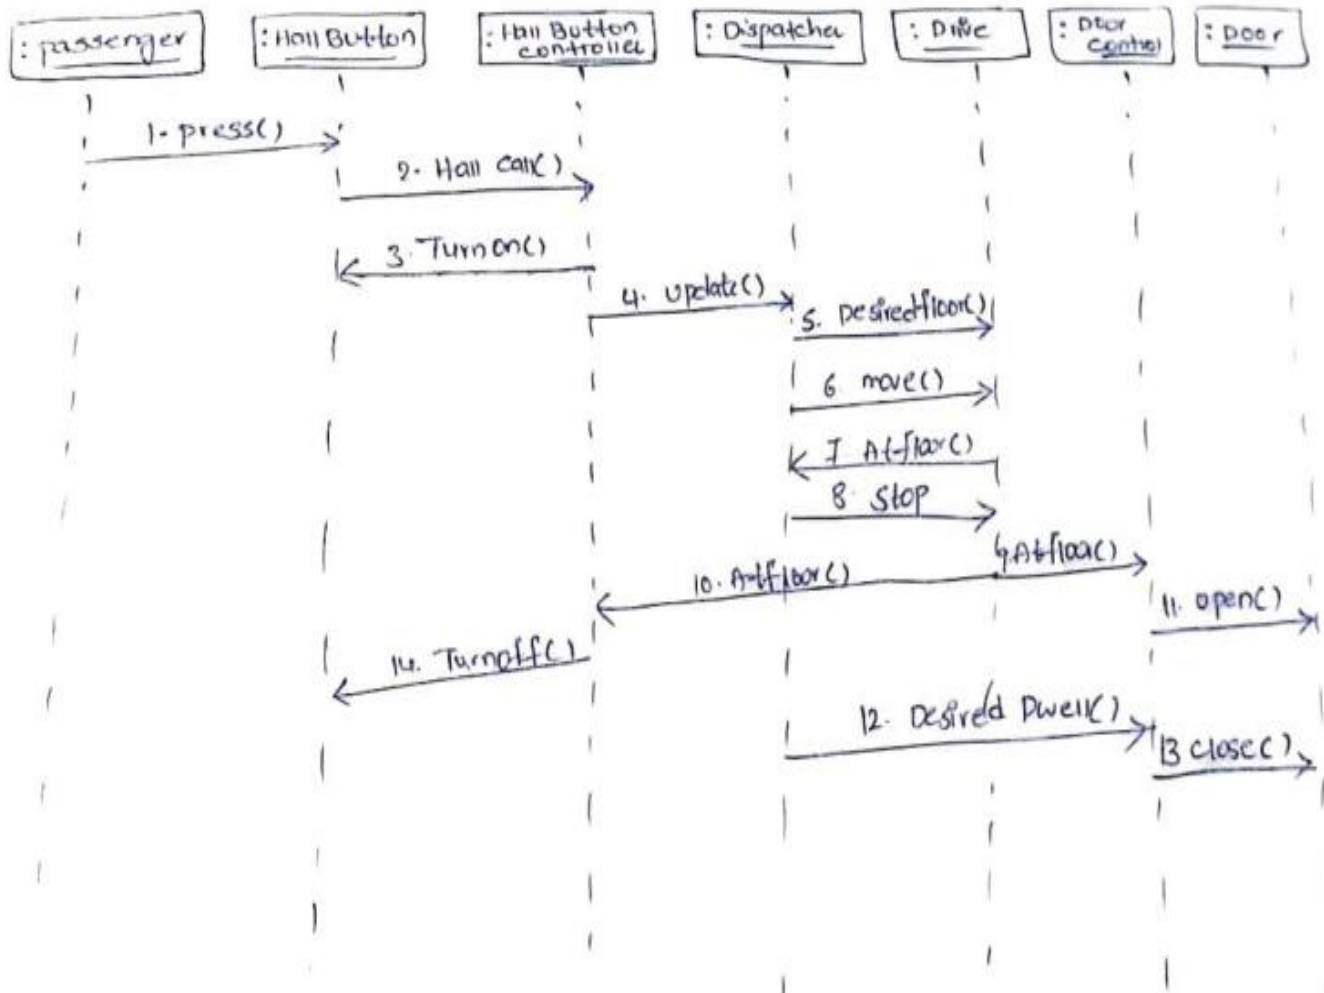 : passenger
: Hall Button
: Hall Button
controller
: Dispatcher
: Drive
: Door
control
: Door
1. press()
2. Hall Call()
3. Turnon()
4. update()
5. Desiredfloor()
6. move()
7 Atfloor()
8. Stop
9 Atfloor()
10. Atfloor()
11. open()
14. Turnoff()
12. Desired Dwell()
13 close()